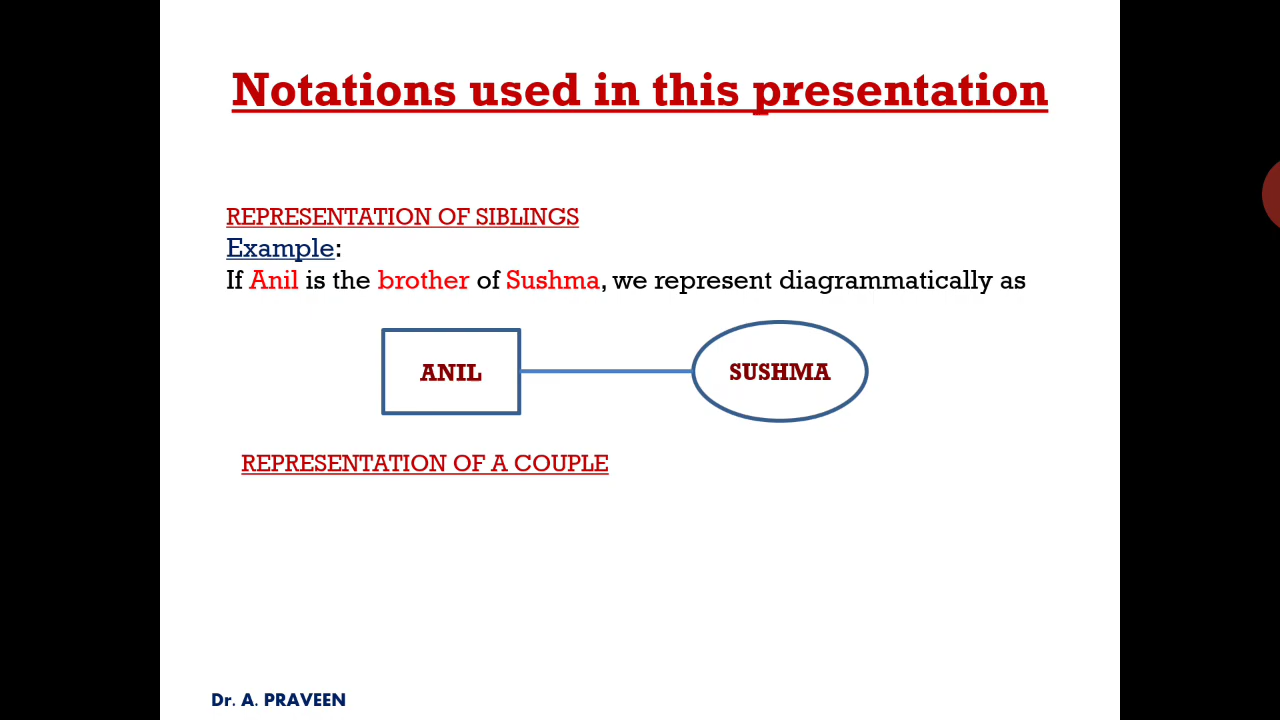 Notations used in this presentation
REPRESENTATION OF SIBLINGS
Example:
If Anil is the brother of Sushma, we represent diagrammatically as
ANIL
SUSHMA
REPRESENTATION OF A COUPLE
Dr. A. PRAVEEN